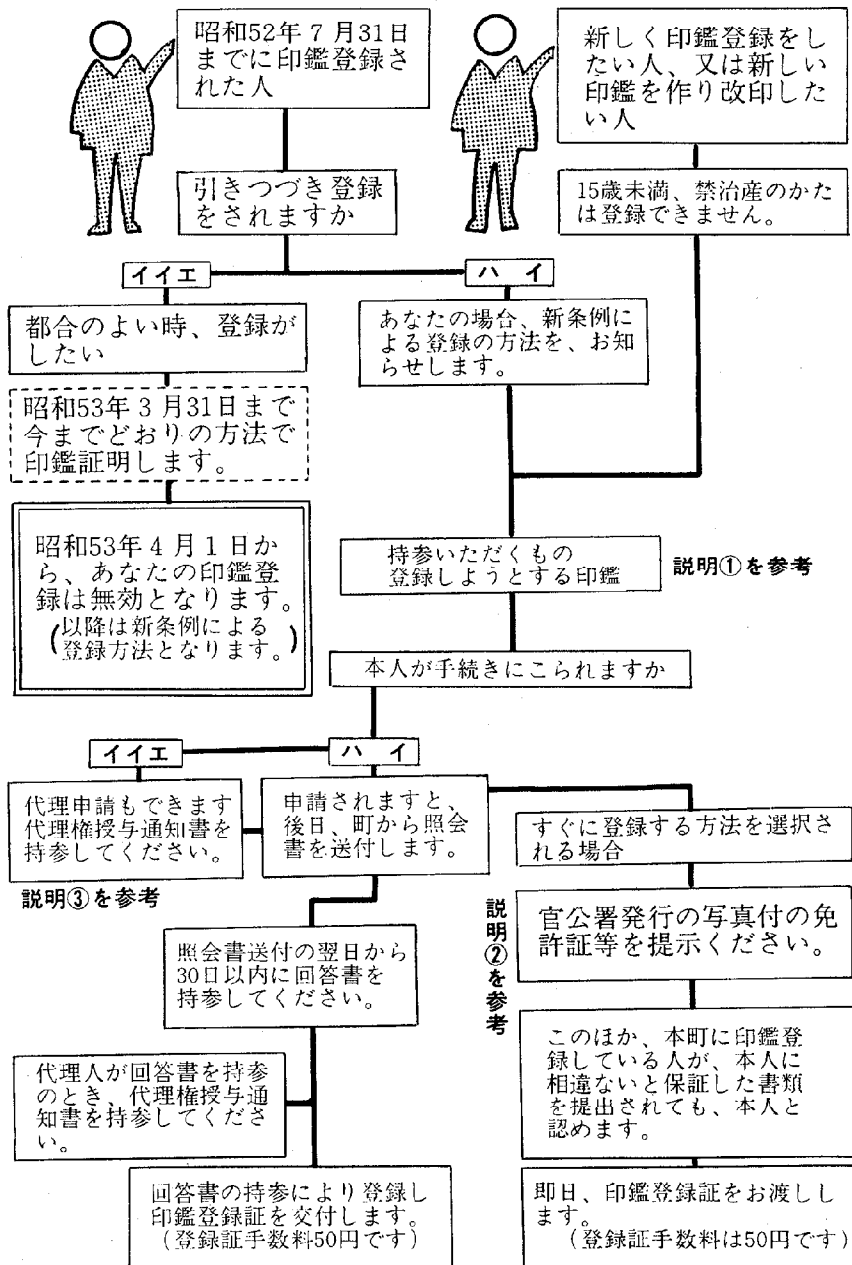 昭和52年7月31日
までに印鑑登録さ
れた人
新しく印鑑登録をし
たい人、又は新しい
印鑑を作り改印した
い人
引きつづき登録
をされますか
15歳未満、禁治産のかた
は登録できません。
イイエ
ハイ
都合のよい時、登録が
したい
あなたの場合、新条例に
よる登録の方法を、お知
らせします。
昭和53年3月31日まで
今までどおりの方法で
印鑑証明します。
昭和53年4月1日か
ら、あなたの印鑑登
録は無効となります。
(以降は新条例による
登録方法となります。)
持参いただくもの
登録しようとする印鑑
説明①を参考
本人が手続きにこられますか
イイエ
ハイ
代理申請もできます
代理権授与通知書を
持参してください。
説明③を参考
申請されますと、
後日、町から照会
書を送付します。
すぐに登録する方法を選択さ
れる場合
説明②を参考
官公署発行の写真付の免
許証等を提示ください。
照会書送付の翌日から
30日以内に回答書を
持参してください。
このほか、本町に印鑑登
録している人が、本人に
相違ないと保証した書類
を提出されても、本人と
認めます。
代理人が回答書を持参
のとき、代理権授与通
知書を持参してくださ
い。
回答書の持参により登録し
印鑑登録証を交付します。
(登録証手数料50円です)
即日、印鑑登録証をお渡しし
ます。
(登録証手数料は50円です)